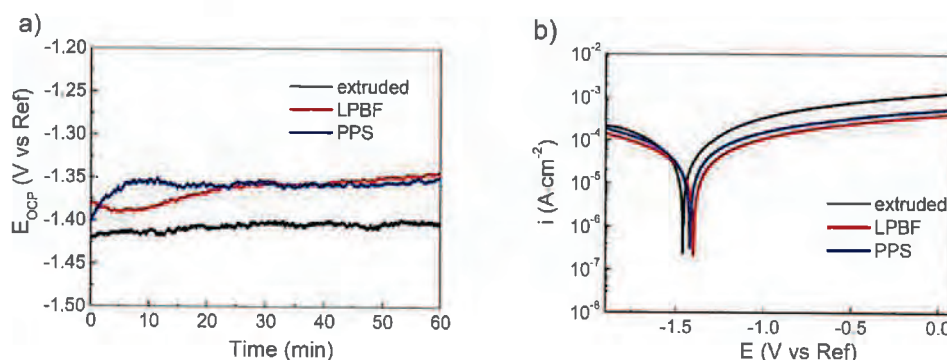 a)
E_OCP (V vs Ref)
-1.20
-1.25
-1.30
-1.35
-1.40
-1.45
-1.50
extruded
LPBF
PPS
0 10 20 30 40 50 60
Time (min)
b)
i (A·cm⁻²)
10⁻²
10⁻³
10⁻⁴
10⁻⁵
10⁻⁶
10⁻⁷
10⁻⁸
extruded
LPBF
PPS
-1.5 -1.0 -0.5 0.0
E (V vs Ref)